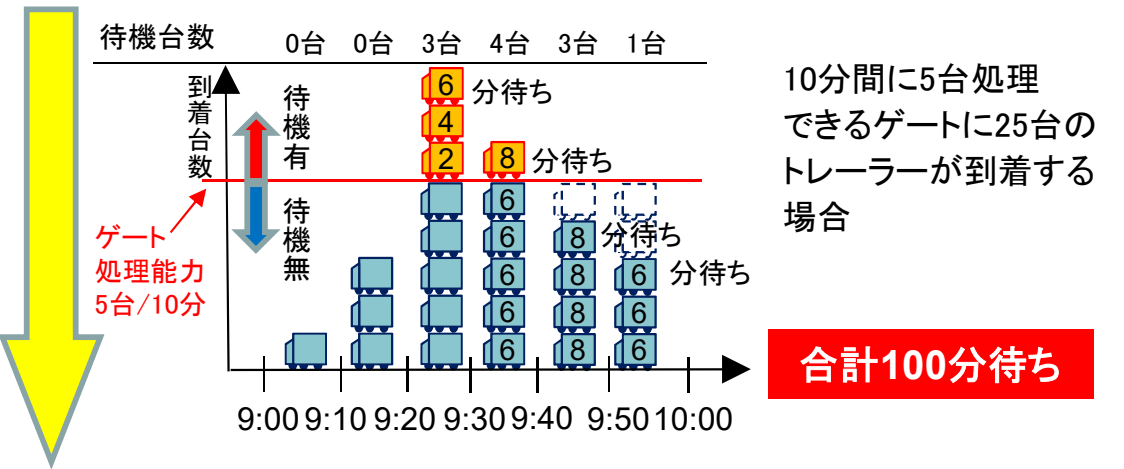 待機台数 0台 0台 3台 4台 3台 1台
到着台数
待機有
待機無
6 分待ち
4
2 8 分待ち
6
6 8 分待ち
6 8 6 分待ち
6 8 6
6 8 6
ゲート
処理能力
5台/10分
9:00 9:10 9:20 9:30 9:40 9:50 10:00
10分間に5台処理
できるゲートに25台の
トレーラーが到着する
場合
合計100分待ち